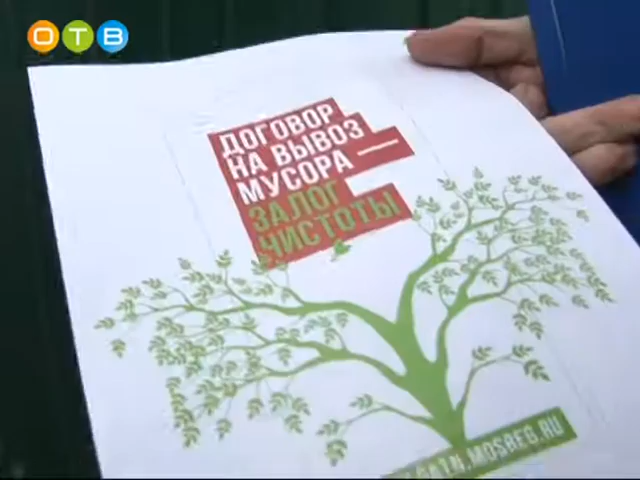 ОТВ
ДОГОВОР
НА ВЫВОЗ
МУСОРА —
ЗАЛОГ
ЧИСТОТЫ
.MOSREG.RU